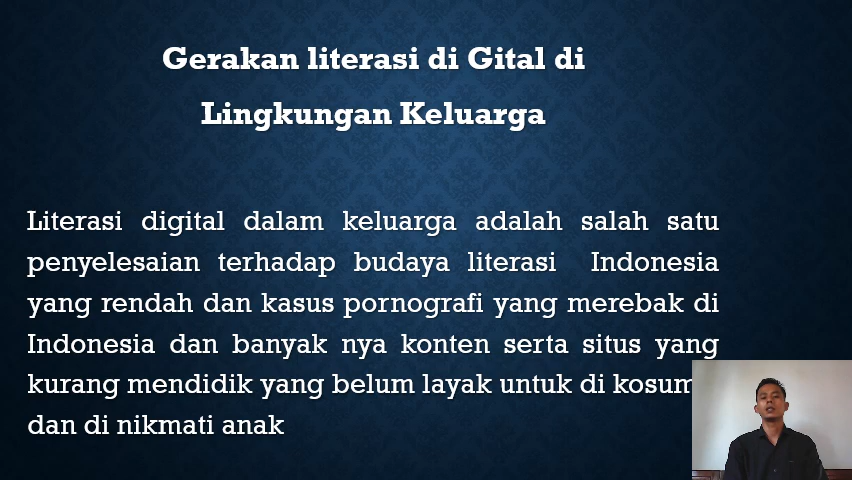 Gerakan literasi di Gital di
Lingkungan Keluarga
Literasi digital dalam keluarga adalah salah satu
penyelesaian terhadap budaya literasi Indonesia
yang rendah dan kasus pornografi yang merebak di
Indonesia dan banyak nya konten serta situs yang
kurang mendidik yang belum layak untuk di
dan di nikmati anak